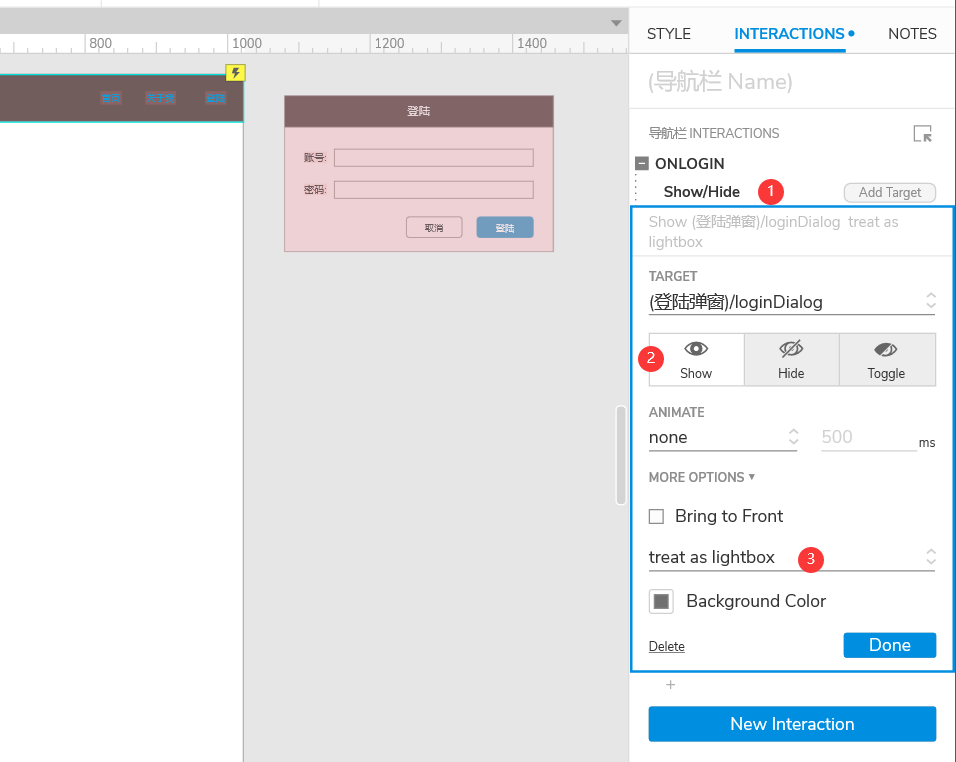 800
1000
1200
1400
首页
关于我
登陆
登陆
账号:
密码:
取消
登陆
STYLE
INTERACTIONS
NOTES
(导航栏 Name)
导航栏 INTERACTIONS
ONLOGIN
Show/Hide
1
Add Target
Show (登陆弹窗)/loginDialog treat as
lightbox
TARGET
(登陆弹窗)/loginDialog
2
Show
Hide
Toggle
ANIMATE
none
500
ms
MORE OPTIONS ▼
Bring to Front
treat as lightbox
3
Background Color
Delete
Done
+
New Interaction